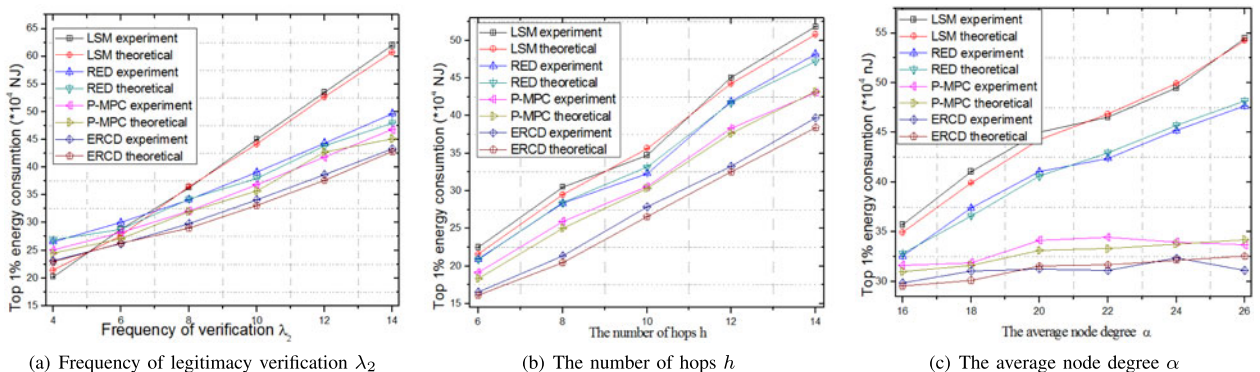 Top 1% energy consumtion (*10⁴ NJ)
65
60
55
50
45
40
35
30
25
20
15
LSM experiment
LSM theoretical
RED experiment
RED theoretical
P-MPC experiment
P-MPC theoretical
ERCD experiment
ERCD theoretical
4 6 8 10 12 14
Frequency of verification λ₂
(a) Frequency of legitimacy verification λ₂
Top 1% energy consumtion (*10⁴ NJ)
50
45
40
35
30
25
20
15
LSM experiment
LSM theoretical
RED experiment
RED theoretical
P-MPC experiment
P-MPC theoretical
ERCD experiment
ERCD theoretical
6 8 10 12 14
The number of hops h
(b) The number of hops h
Top 1% energy consumption (*10⁴ nJ)
55
50
45
40
35
30
LSM experiment
LSM theoretical
RED experiment
RED theoretical
P-MPC experiment
P-MPC theoretical
ERCD experiment
ERCD theoretical
16 18 20 22 24 26
The average node degree α
(c) The average node degree α